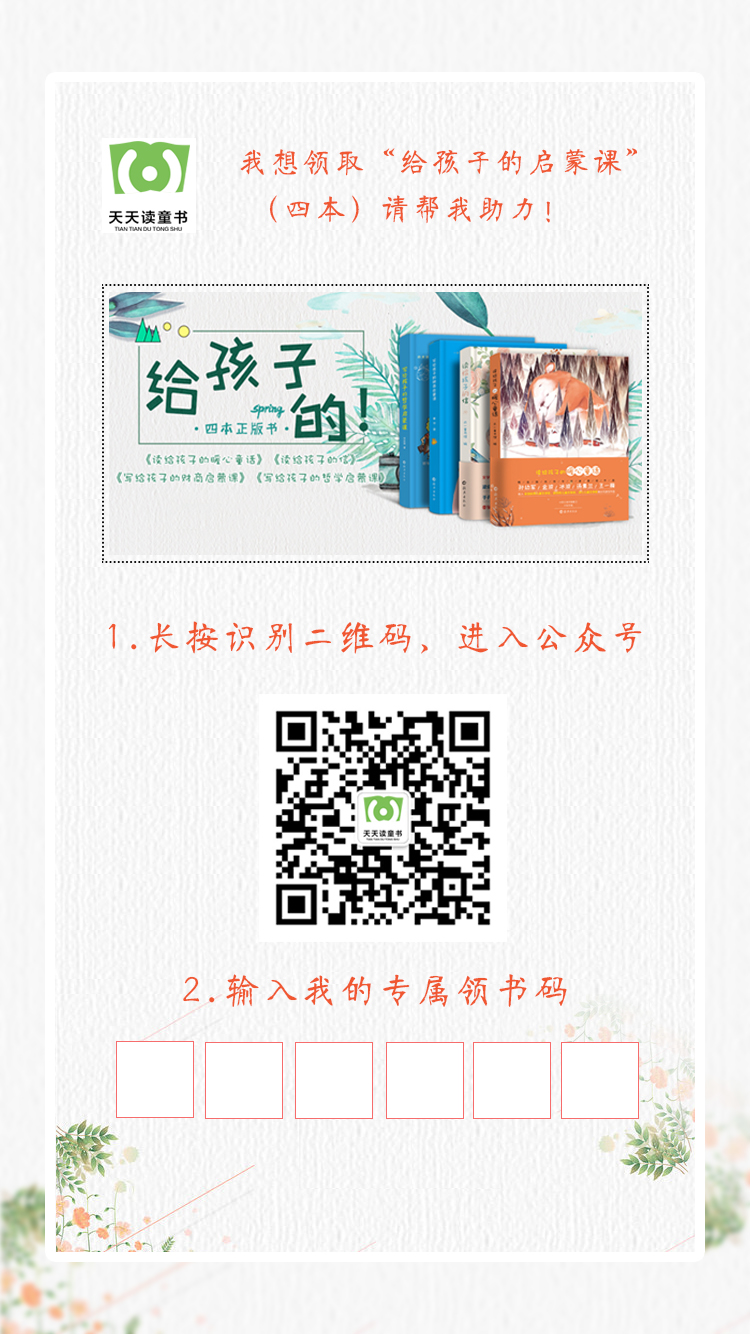 天天读童书
TIAN TIAN DU TONG SHU
我想领取“给孩子的启蒙课”
（四本）请帮我助力！
给孩子的！
spring
·四本正版书·
《读给孩子的暖心童话》《读给孩子的信》
《写给孩子的财商启蒙课》《写给孩子的哲学启蒙课》
1.长按识别二维码、进入公众号
天天读童书
TIAN TIAN DU TONG SHU
2.输入我的专属领书码